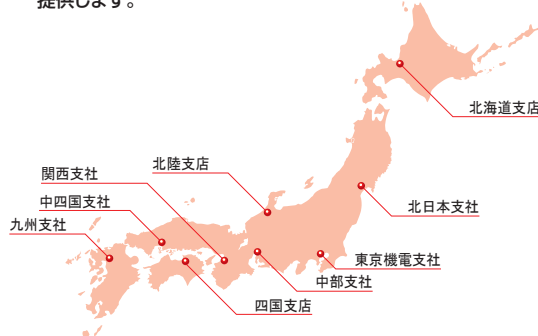 提供します。
北海道支店
北陸支店
関西支社
中四国支社
北日本支社
九州支社
東京機電支社
中部支社
四国支店